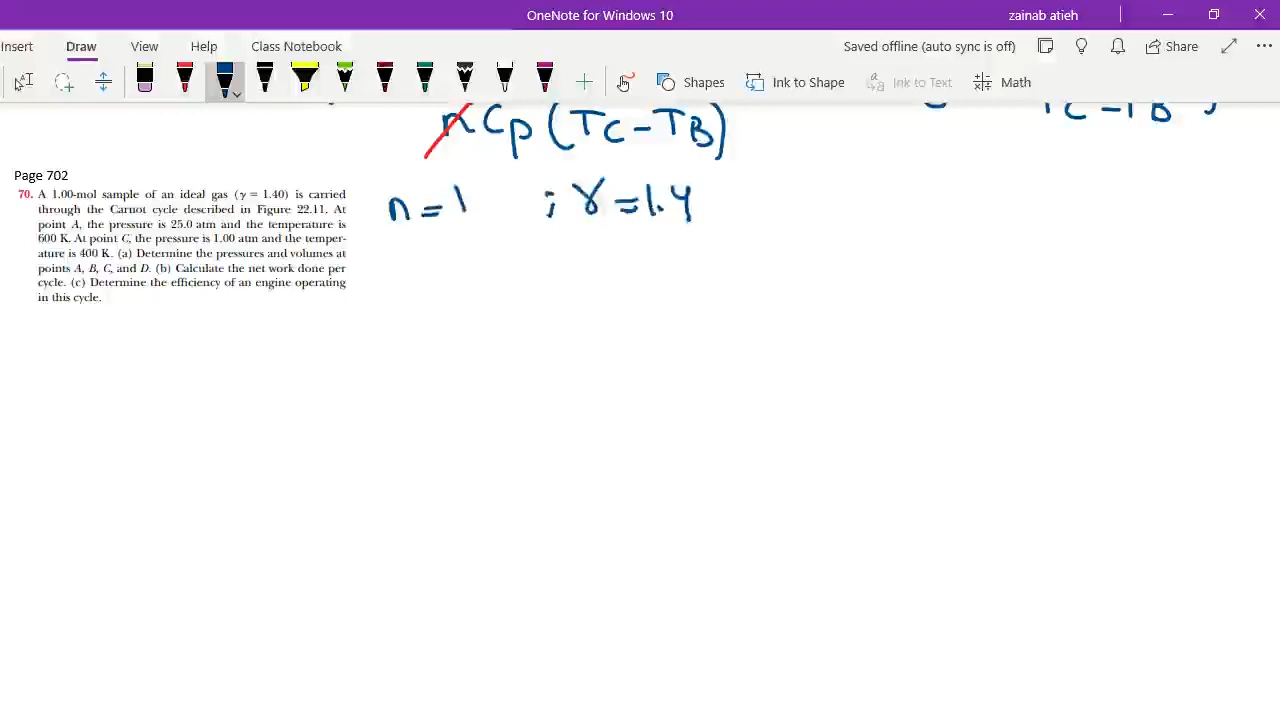 OneNote for Windows 10
zainab atieh
Insert Draw View Help Class Notebook
Saved offline (auto sync is off)
Share
Shapes
Ink to Shape
Ink to Text
Math
n Cp (TC - TB)
TC - TB
Page 702
70. A 1.00-mol sample of an ideal gas (γ = 1.40) is carried
through the Carnot cycle described in Figure 22.11. At
point A, the pressure is 25.0 atm and the temperature is
600 K. At point C, the pressure is 1.00 atm and the temper-
ature is 400 K. (a) Determine the pressures and volumes at
points A, B, C, and D. (b) Calculate the net work done per
cycle. (c) Determine the efficiency of an engine operating
in this cycle.
n = 1 ; γ = 1.4